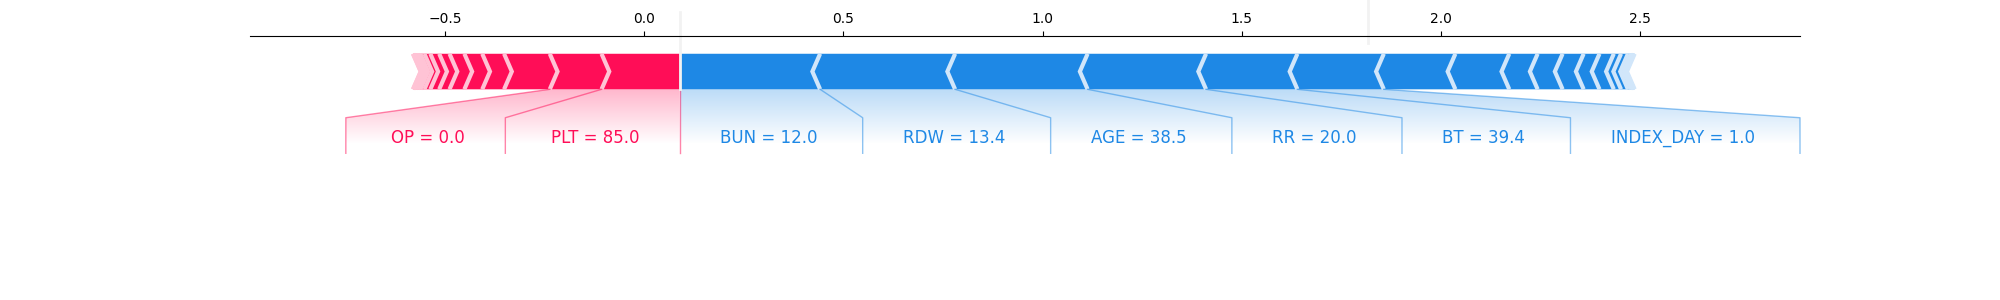 −0.5 0.0 0.5 1.0 1.5 2.0 2.5
OP = 0.0 PLT = 85.0 BUN = 12.0 RDW = 13.4 AGE = 38.5 RR = 20.0 BT = 39.4 INDEX_DAY = 1.0